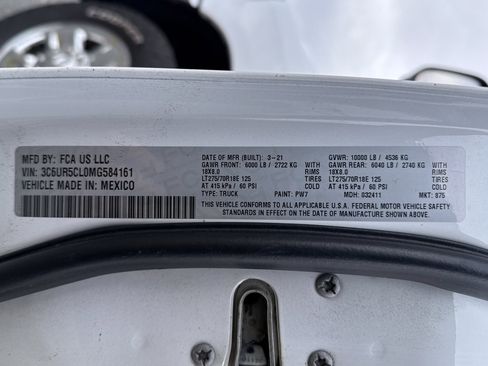 MFD BY: FCA US LLC
VIN: 3C6UR5CL0MG584161
VEHICLE MADE IN: MEXICO
DATE OF MFR (BUILT): 3-21 GVWR: 10000 LB / 4536 KG
GAWR FRONT: 6000 LB / 2722 KG WITH GAWR REAR: 6040 LB / 2740 KG WITH
18X8.0 RIMS 18X8.0 RIMS
LT275/70R18E 125 TIRES LT275/70R18E 125 TIRES
AT 415 kPa / 60 PSI AT 415 kPa / 60 PSI
TYPE: TRUCK PAINT: PW7 MDH: 032411 MKT: 875
THIS VEHICLE CONFORMS TO ALL APPLICABLE U.S.A. FEDERAL MOTOR VEHICLE SAFETY
STANDARDS IN EFFECT ON THE DATE OF MANUFACTURE SHOWN ABOVE